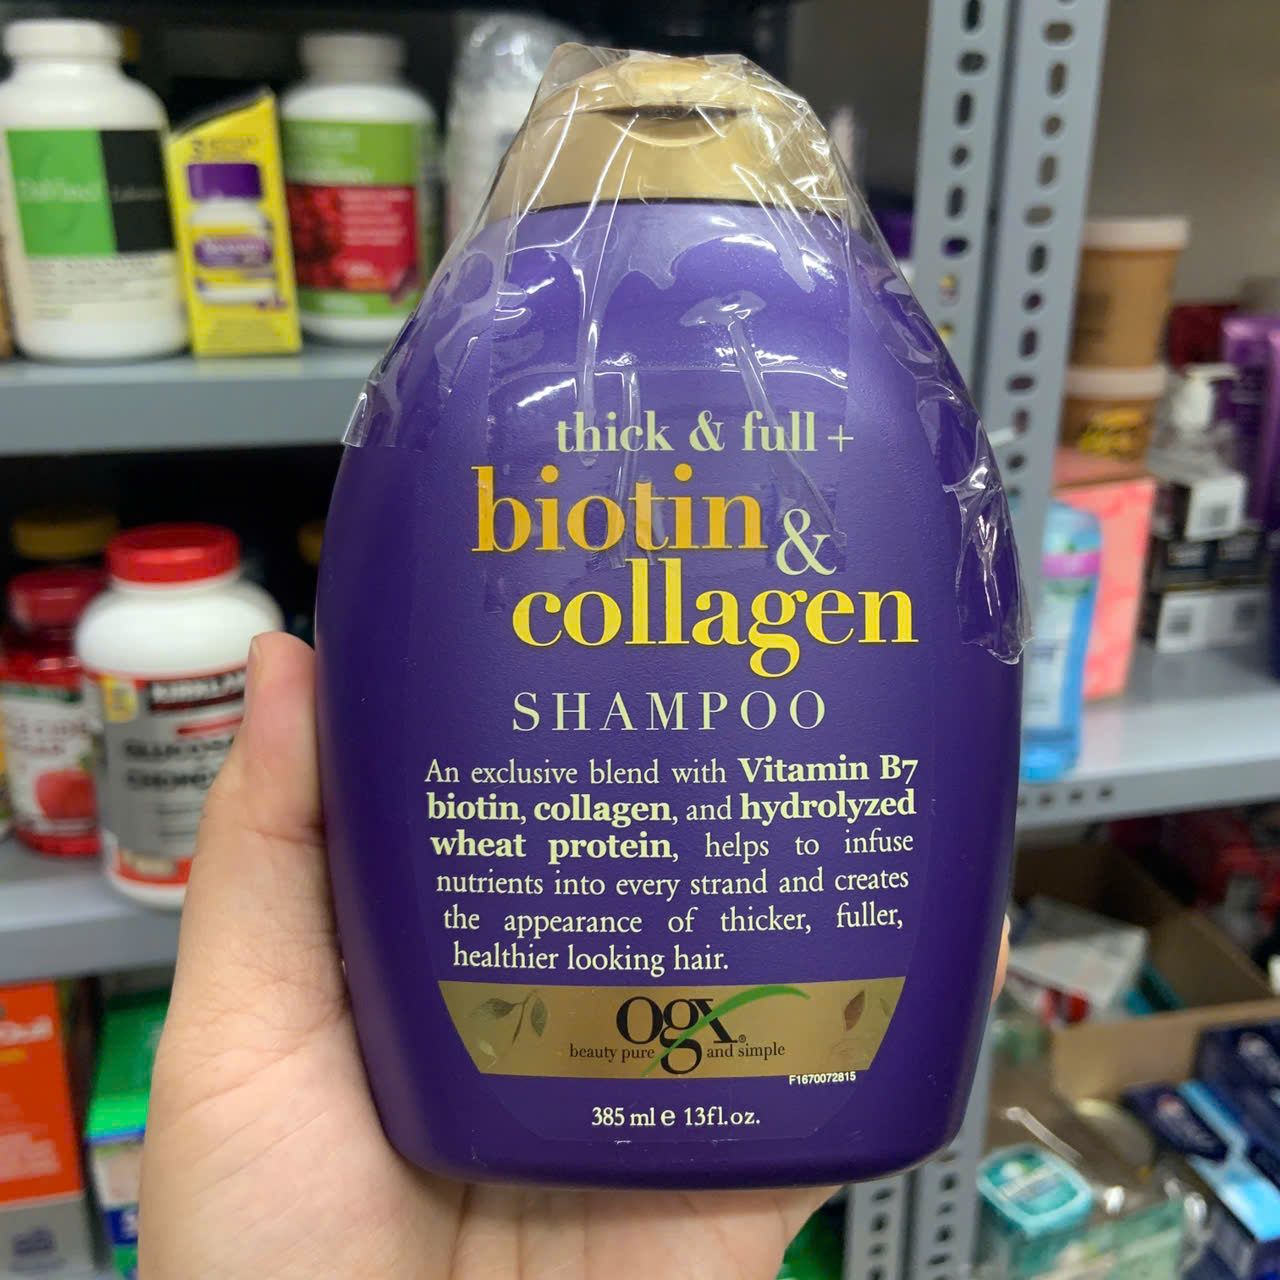 thick & full +
biotin &
collagen
SHAMPOO
An exclusive blend with Vitamin B7
biotin, collagen, and hydrolyzed
wheat protein, helps to infuse
nutrients into every strand and creates
the appearance of thicker, fuller,
healthier looking hair.
ogx®
beauty pure and simple
F1670072815
385 ml e 13fl.oz.